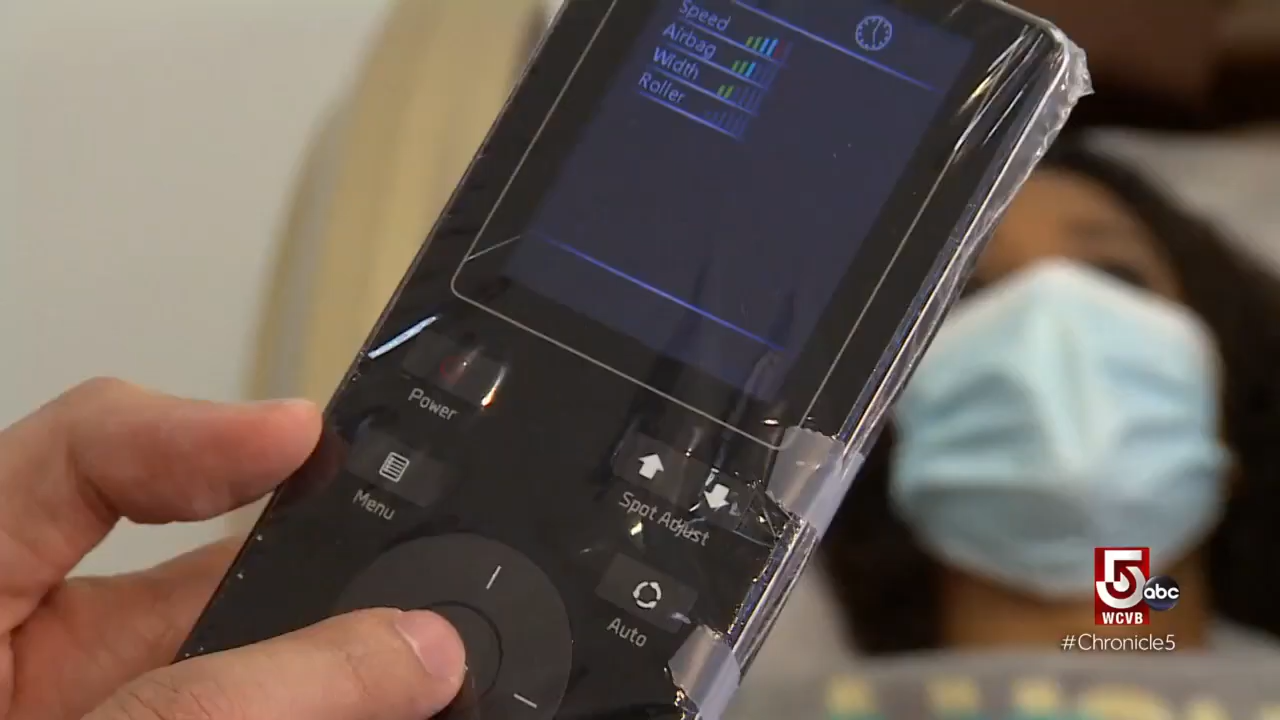 Speed
Airbag
Width
Roller
Power
Menu
Spot Adjust
Auto
5
abc
WCVB
#Chronicle5